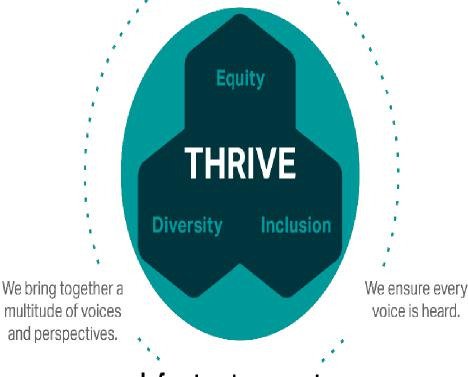 Equity
THRIVE
Diversity
Inclusion
We bring together a
multitude of voices
and perspectives.
We ensure every
voice is heard.